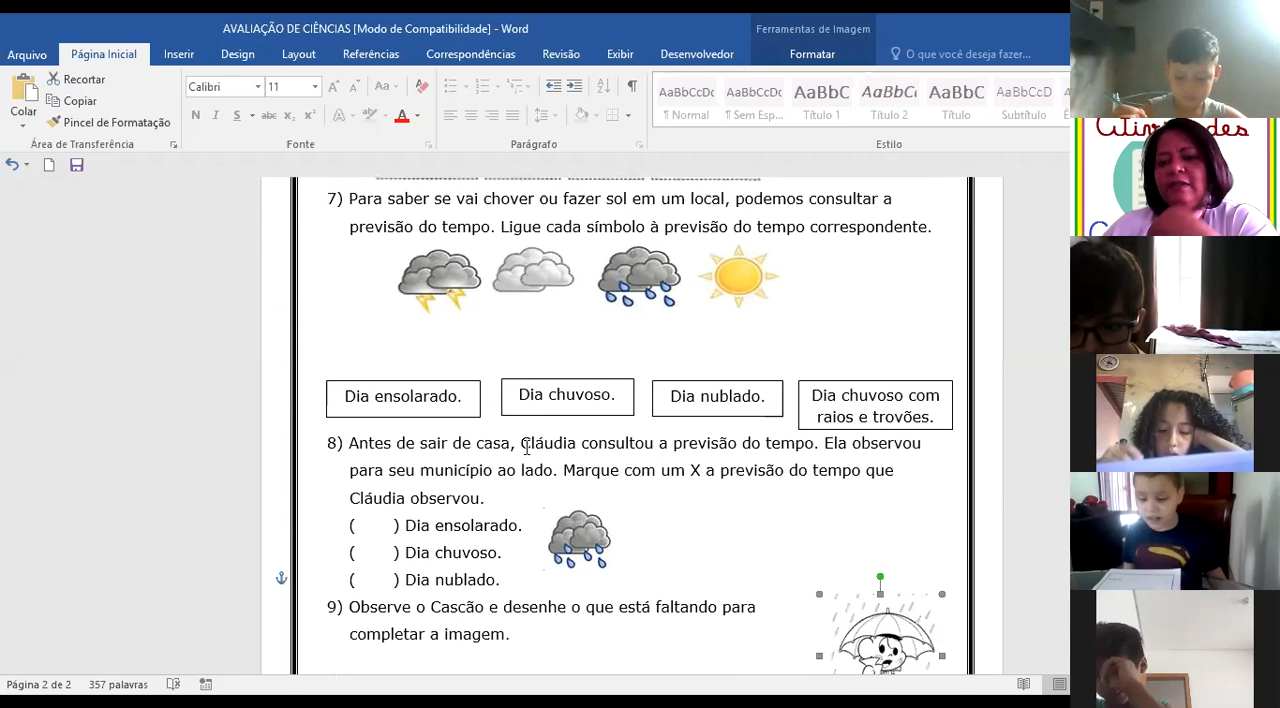 AVALIAÇÃO DE CIÊNCIAS [Modo de Compatibilidade] - Word
Ferramentas de Imagem
Arquivo Página Inicial Inserir Design Layout Referências Correspondências Revisão Exibir Desenvolvedor Formatar O que você deseja fazer...
Recortar
Copiar
Pincel de Formatação
Colar
Calibri 11
N I S abc x₂ x² A
AaBbCcDc AaBbCcDc AaBbC AaBbCc AaBbC AaBbCcD
¶ Normal ¶ Sem Esp... Título 1 Título 2 Título Subtítulo
Área de Transferência Fonte Parágrafo Estilo
Atividades
7) Para saber se vai chover ou fazer sol em um local, podemos consultar a
previsão do tempo. Ligue cada símbolo à previsão do tempo correspondente.
Dia ensolarado. Dia chuvoso. Dia nublado. Dia chuvoso com
raios e trovões.
8) Antes de sair de casa, Cláudia consultou a previsão do tempo. Ela observou
para seu município ao lado. Marque com um X a previsão do tempo que
Cláudia observou.
( ) Dia ensolarado.
( ) Dia chuvoso.
( ) Dia nublado.
9) Observe o Cascão e desenhe o que está faltando para
completar a imagem.
Página 2 de 2 357 palavras